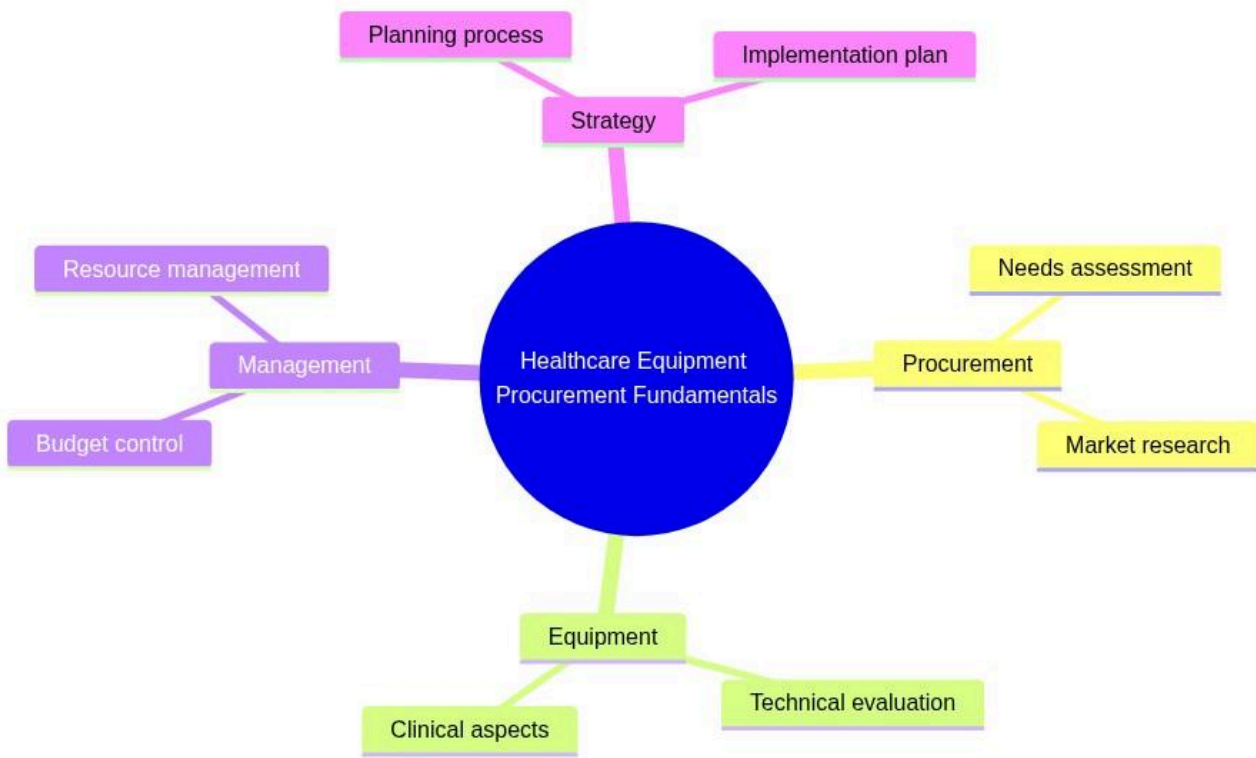 Planning process
Implementation plan
Strategy
Resource management
Needs assessment
Management
Healthcare Equipment
Procurement Fundamentals
Procurement
Budget control
Market research
Equipment
Clinical aspects
Technical evaluation